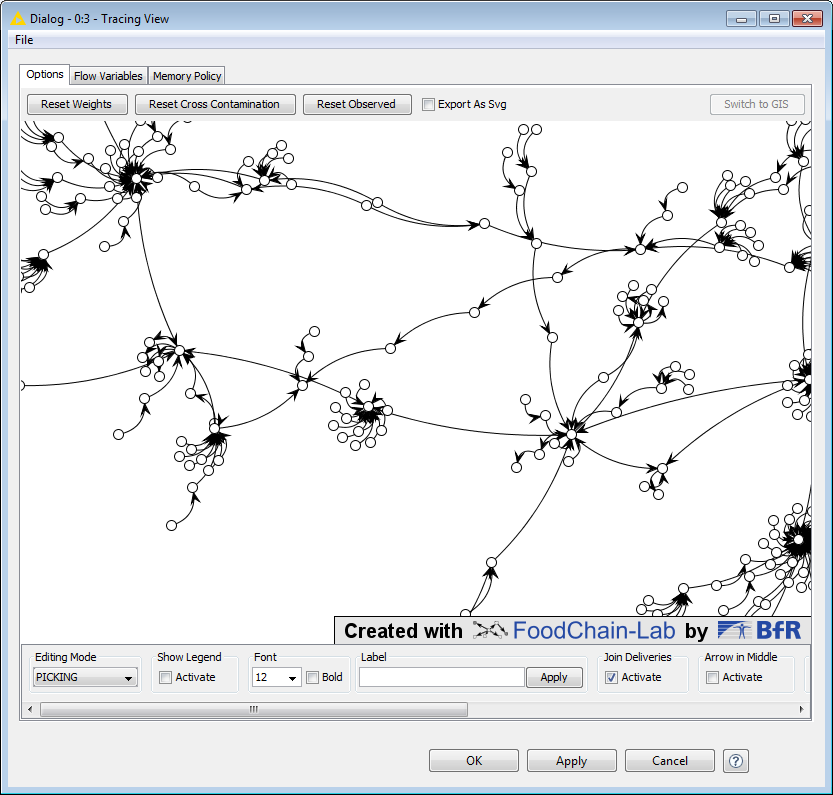 Dialog - 0:3 - Tracing View
File
Options Flow Variables Memory Policy
Reset Weights Reset Cross Contamination Reset Observed Export As Svg Switch to GIS
Created with FoodChain-Lab by BfR
Editing Mode Show Legend Font Label Join Deliveries Arrow in Middle
PICKING Activate 12 Bold Apply Activate Activate
OK Apply Cancel ?